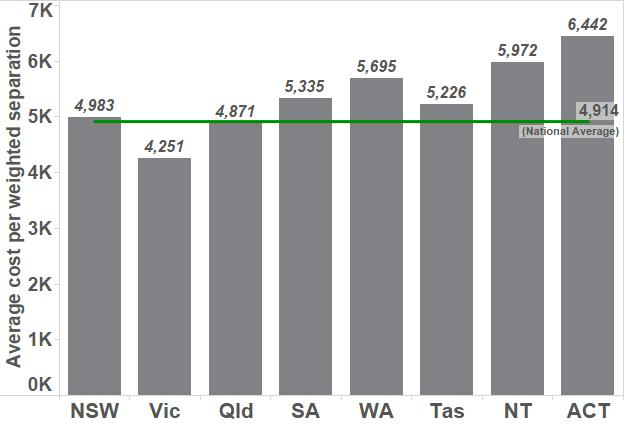 Average cost per weighted separation
7K
6K
5K
4K
3K
2K
1K
0K
4,983
4,251
4,871
5,335
5,695
5,226
5,972
6,442
4,914
(National Average)
NSW Vic Qld SA WA Tas NT ACT